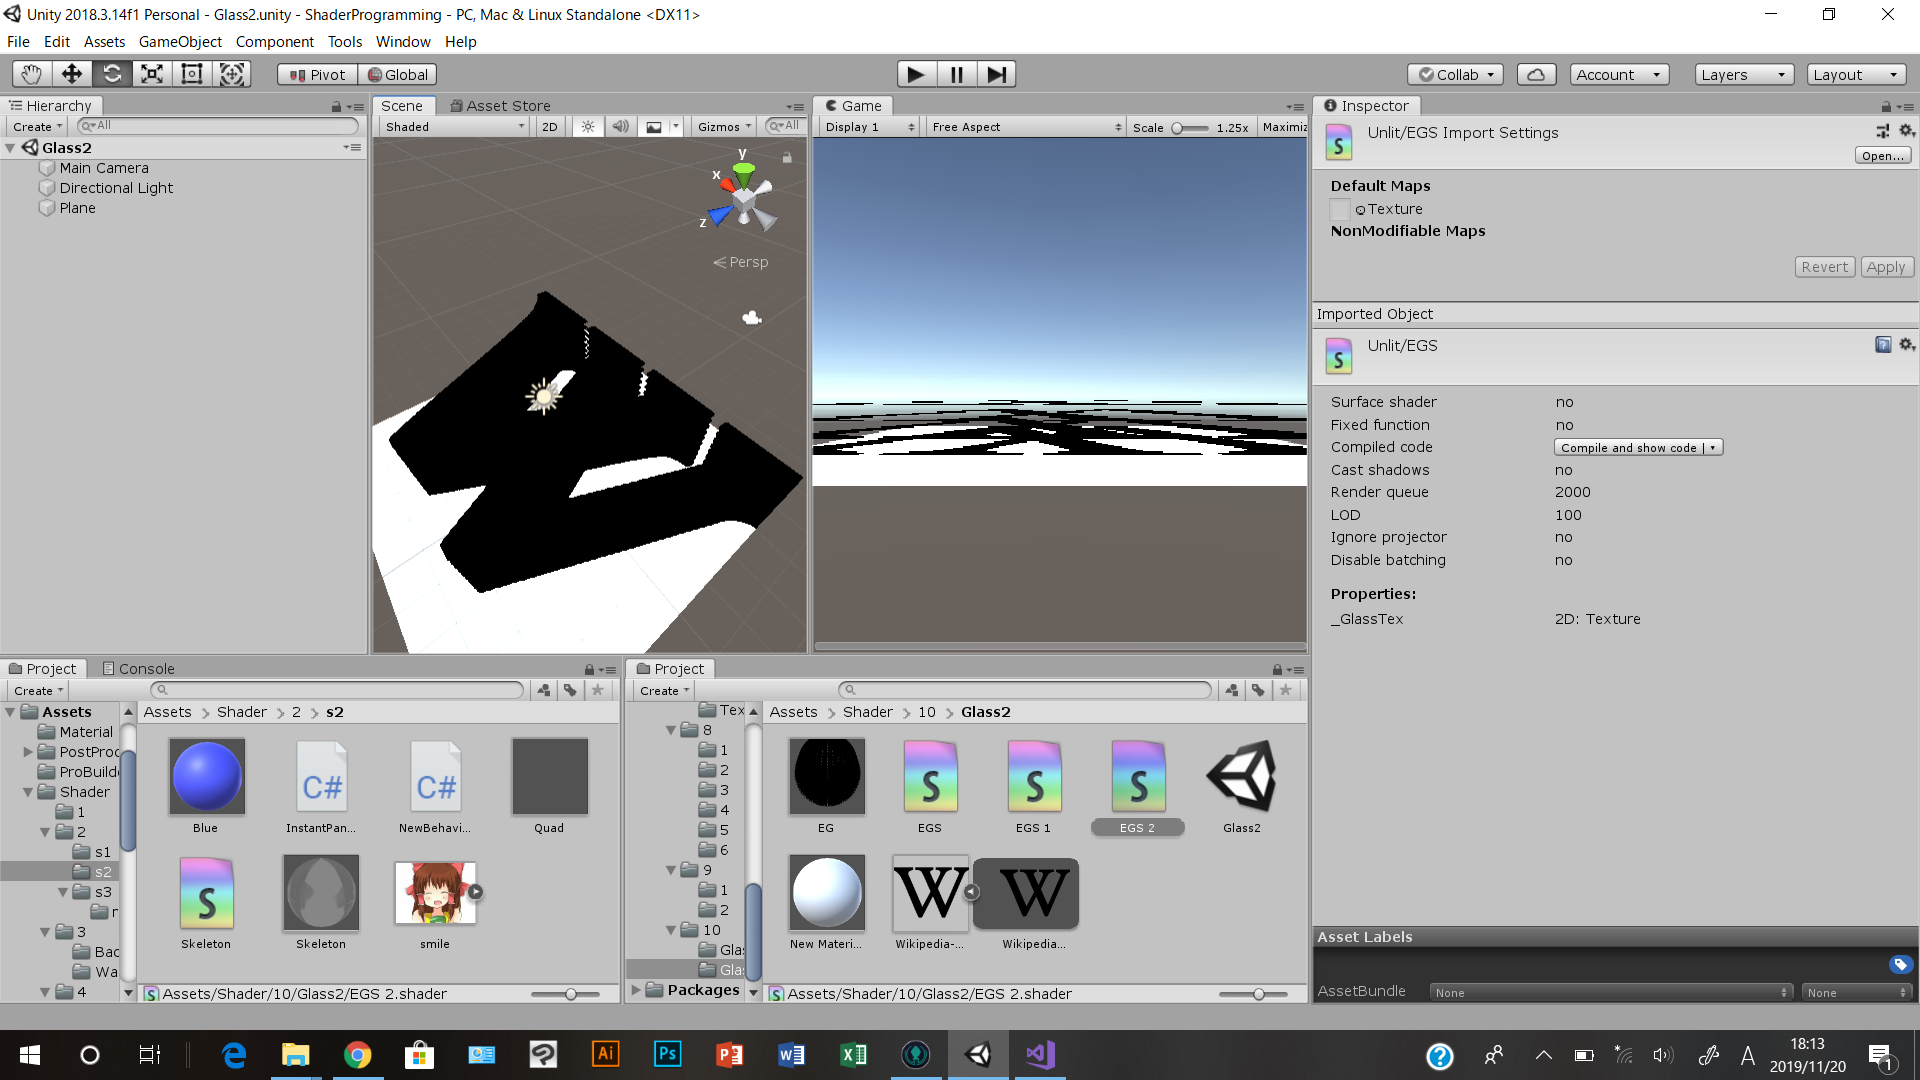 Unity 2018.3.14f1 Personal - Glass2.unity - ShaderProgramming - PC, Mac & Linux Standalone <DX11>
File Edit Assets GameObject Component Tools Window Help
Pivot Global Collab Account Layers Layout
Hierarchy
Create All
Glass2
Main Camera
Directional Light
Plane
Scene Asset Store
Shaded 2D Gizmos All
y
x
z
Persp
Game
Display 1 Free Aspect Scale 1.25x Maximiz
Inspector
Unlit/EGS Import Settings
Open...
Default Maps
Texture
NonModifiable Maps
Revert Apply
Imported Object
Unlit/EGS
Surface shader no
Fixed function no
Compiled code Compile and show code
Cast shadows no
Render queue 2000
LOD 100
Ignore projector no
Disable batching no
Properties:
_GlassTex 2D: Texture
Asset Labels
AssetBundle None None
Project Console
Create
Assets
Material
PostProc
ProBuilde
Shader
1
2
s1
s2
s3
r
3
Bac
Wa
4
Assets Shader 2 s2
Blue InstantPan... NewBehavi... Quad
Skeleton Skeleton smile
Assets/Shader/10/Glass2/EGS 2.shader
Project
Create
Tex
8
1
2
3
4
5
6
9
1
2
10
Gla
Gla
Packages
Assets Shader 10 Glass2
EG EGS EGS 1 EGS 2 Glass2
New Materi... Wikipedia-... Wikipedia...
Assets/Shader/10/Glass2/EGS 2.shader
A
18:13
2019/11/20
1